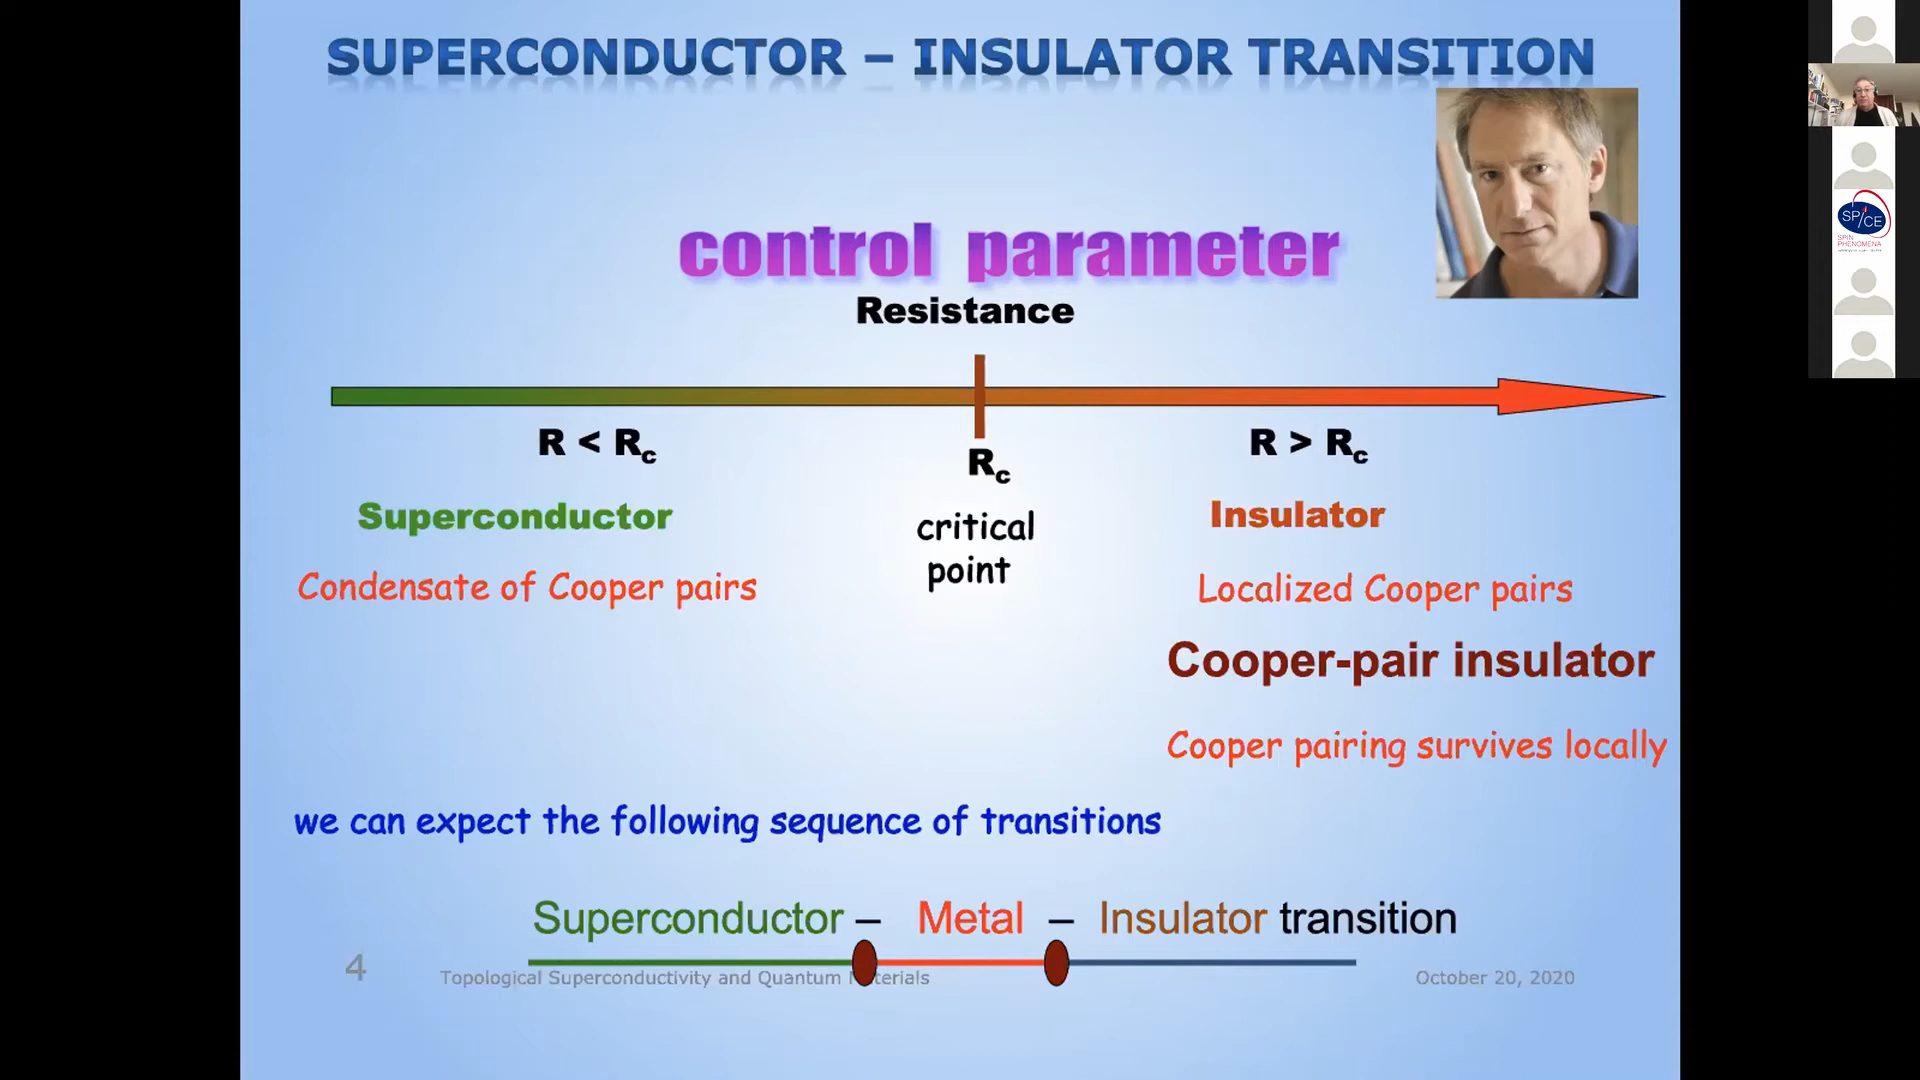 SUPERCONDUCTOR – INSULATOR TRANSITION
control parameter
Resistance
R < Rc
Rc
R > Rc
Superconductor
critical
point
Insulator
Condensate of Cooper pairs
Localized Cooper pairs
Cooper-pair insulator
Cooper pairing survives locally
we can expect the following sequence of transitions
Superconductor – Metal – Insulator transition
4
Topological Superconductivity and Quantum
October 20, 2020
SPICE
SPIN
PHENOMENA